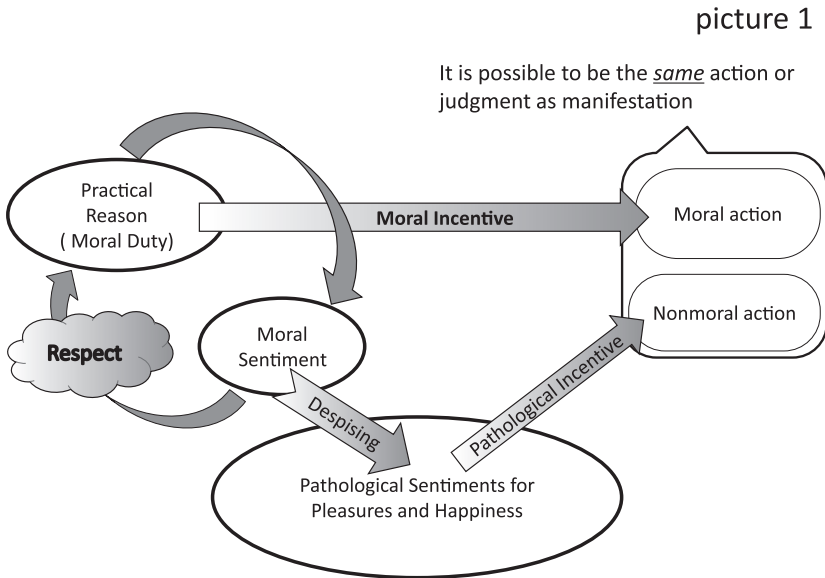 picture 1
It is possible to be the same action or
judgment as manifestation
Practical
Reason
( Moral Duty)
Moral Incentive
Moral action
Nonmoral action
Respect
Moral
Sentiment
Despising
Pathological Incentive
Pathological Sentiments for
Pleasures and Happiness